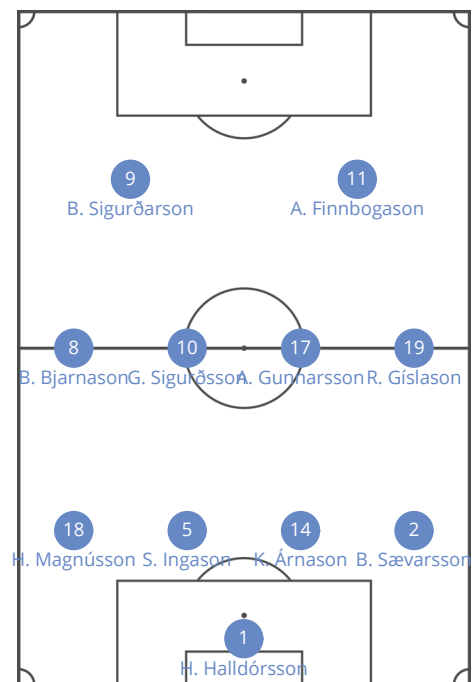 9
11
B. Sigurðarson
A. Finnbogason
8
10
17
19
B. Bjarnason
G. Sigurðsson
A. Gunnarsson
R. Gíslason
18
5
14
2
H. Magnússon
S. Ingason
K. Árnason
B. Sævarsson
1
H. Halldórsson